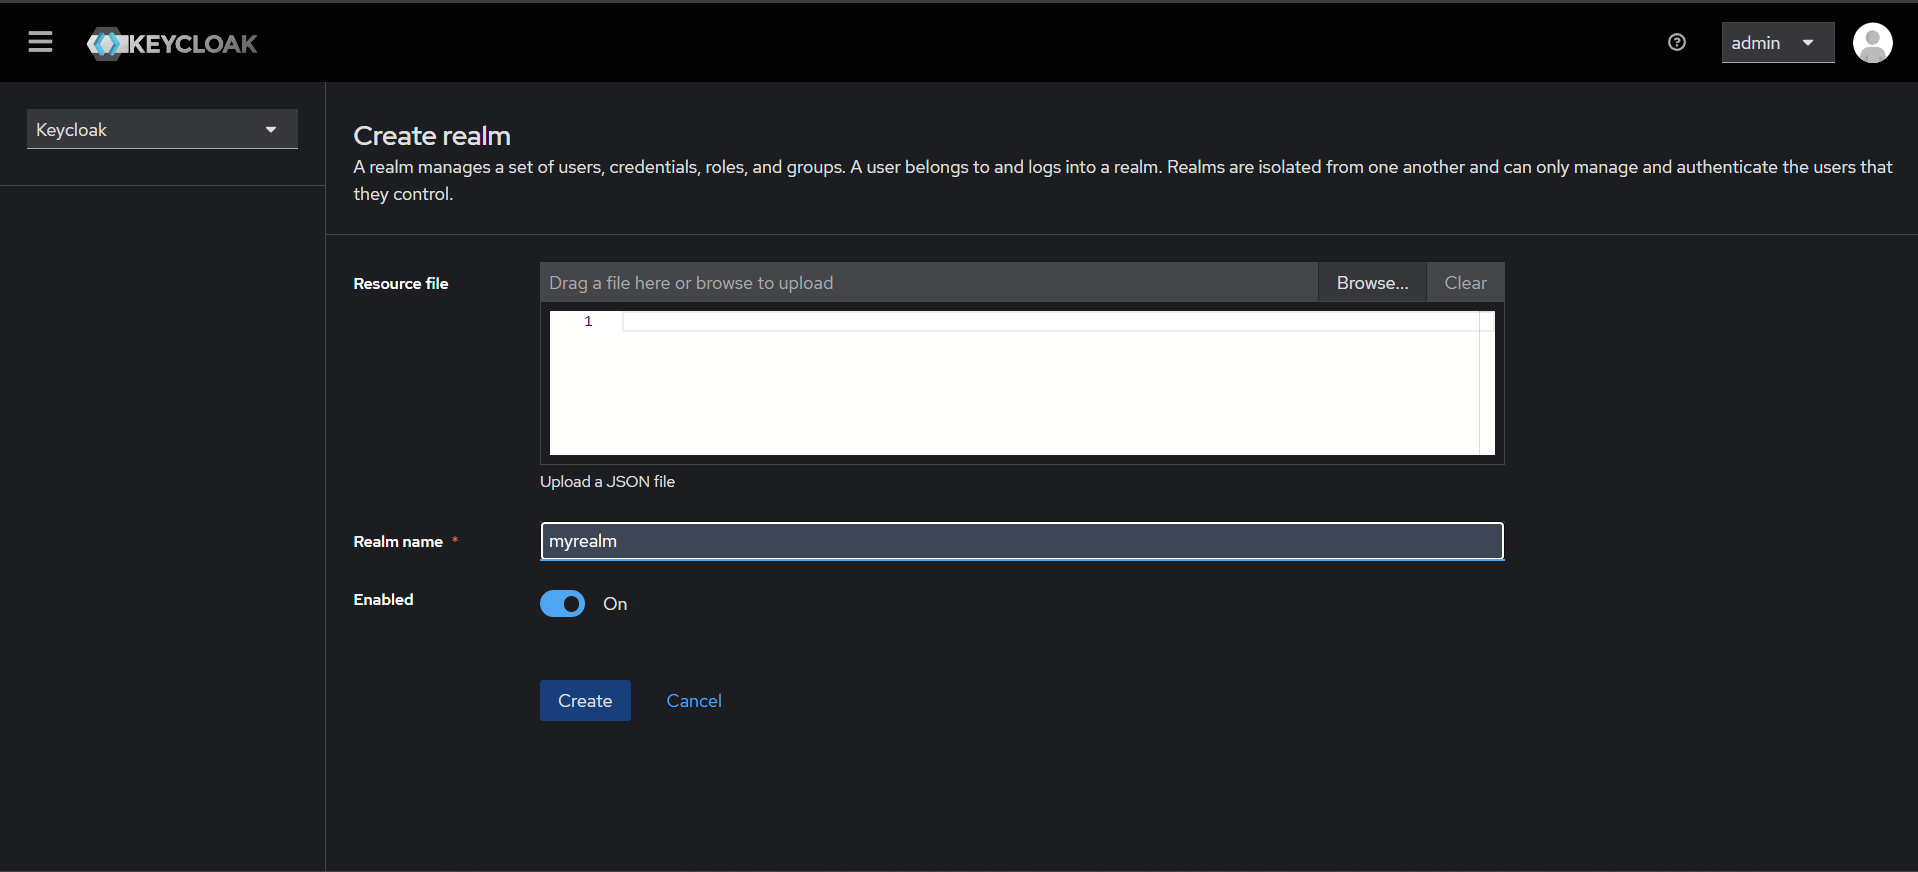 KEYCLOAK
admin
Keycloak
Create realm
A realm manages a set of users, credentials, roles, and groups. A user belongs to and logs into a realm. Realms are isolated from one another and can only manage and authenticate the users that
they control.
Resource file
Drag a file here or browse to upload
Browse...
Clear
1
Upload a JSON file
Realm name *
myrealm
Enabled
On
Create
Cancel